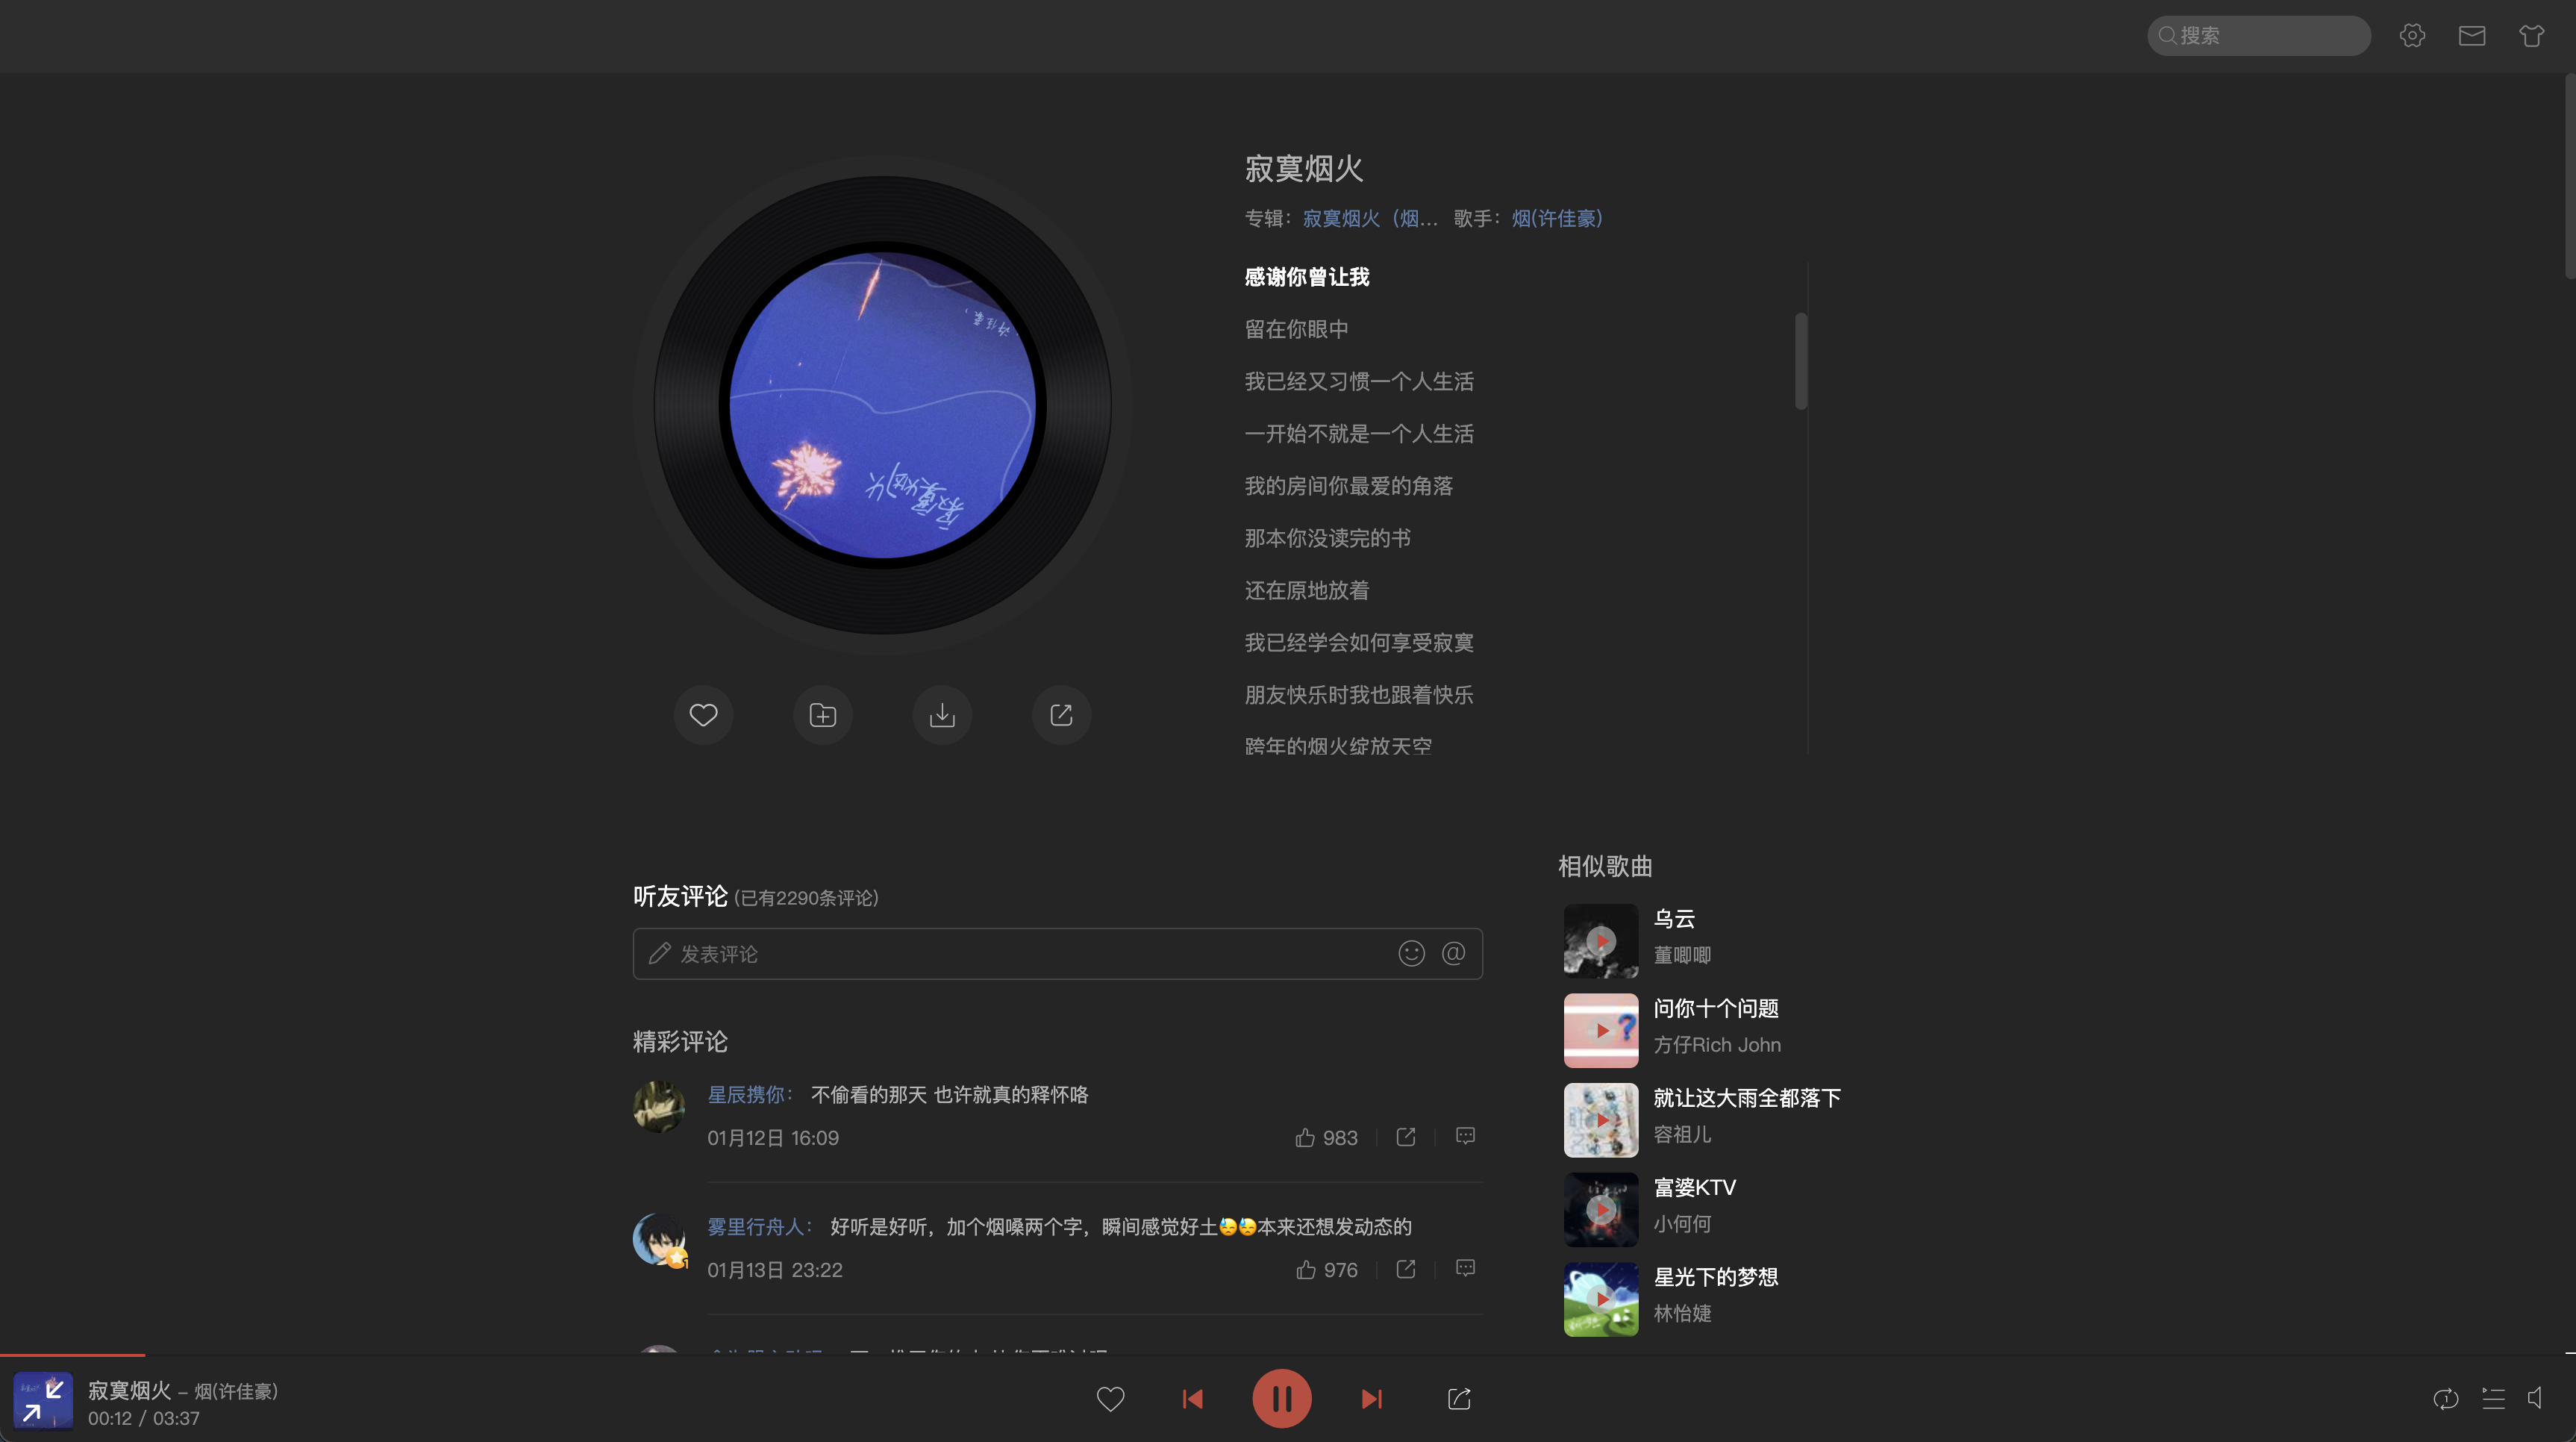 搜索
寂寞烟火
专辑：寂寞烟火（烟... 歌手：烟(许佳豪)
感谢你曾让我
留在你眼中
我已经又习惯一个人生活
一开始不就是一个人生活
我的房间你最爱的角落
那本你没读完的书
还在原地放着
我已经学会如何享受寂寞
朋友快乐时我也跟着快乐
跨年的烟火绽放天空
许佳豪
寂寞烟火
听友评论 (已有2290条评论)
发表评论
精彩评论
星辰携你： 不偷看的那天 也许就真的释怀咯
01月12日 16:09 983
雾里行舟人： 好听是好听，加个烟嗓两个字，瞬间感觉好土😓😓本来还想发动态的
01月13日 23:22 976
相似歌曲
乌云
董唧唧
问你十个问题
方仔Rich John
就让这大雨全都落下
容祖儿
富婆KTV
小何何
星光下的梦想
林怡婕
寂寞烟火 – 烟(许佳豪)
00:12 / 03:37